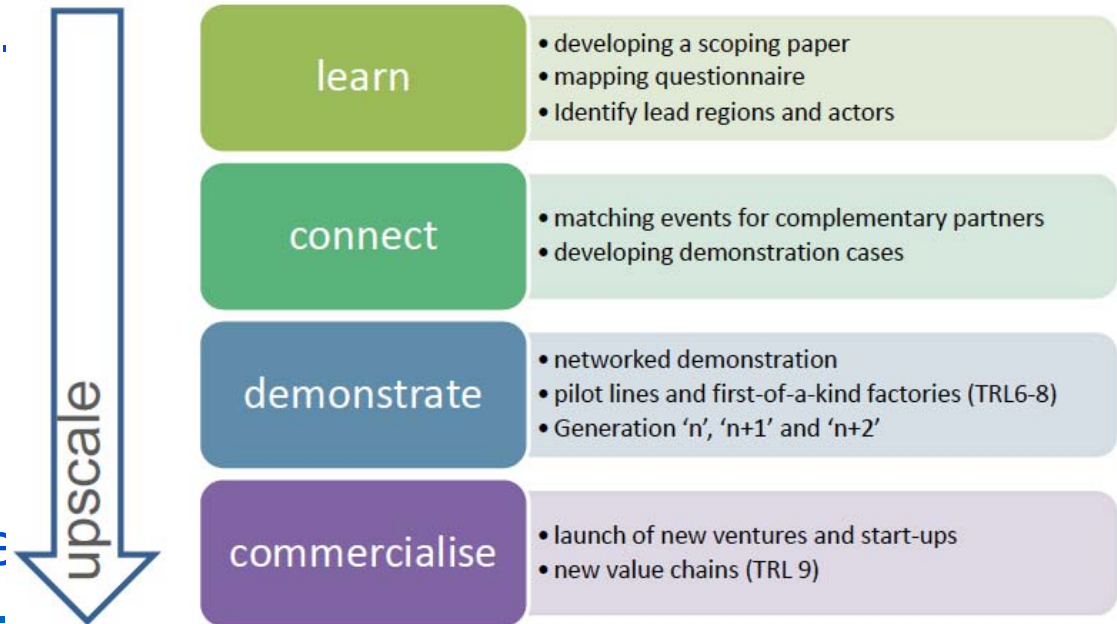 learn
• developing a scoping paper
• mapping questionnaire
• Identify lead regions and actors
connect
• matching events for complementary partners
• developing demonstration cases
demonstrate
• networked demonstration
• pilot lines and first-of-a-kind factories (TRL6-8)
• Generation ‘n’, ‘n+1’ and ‘n+2’
commercialise
• launch of new ventures and start-ups
• new value chains (TRL 9)
upscale